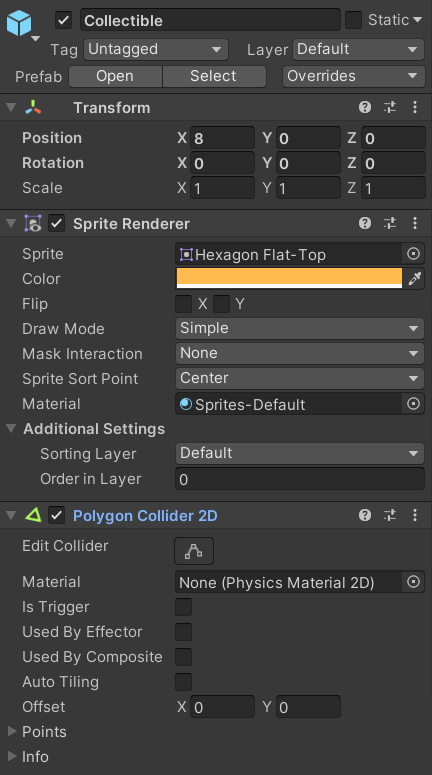 Collectible Static
Tag Untagged Layer Default
Prefab Open Select Overrides
Transform
Position X 8 Y 0 Z 0
Rotation X 0 Y 0 Z 0
Scale X 1 Y 1 Z 1
Sprite Renderer
Sprite Hexagon Flat-Top
Color
Flip X Y
Draw Mode Simple
Mask Interaction None
Sprite Sort Point Center
Material Sprites-Default
Additional Settings
Sorting Layer Default
Order in Layer 0
Polygon Collider 2D
Edit Collider
Material None (Physics Material 2D)
Is Trigger
Used By Effector
Used By Composite
Auto Tiling
Offset X 0 Y 0
Points
Info